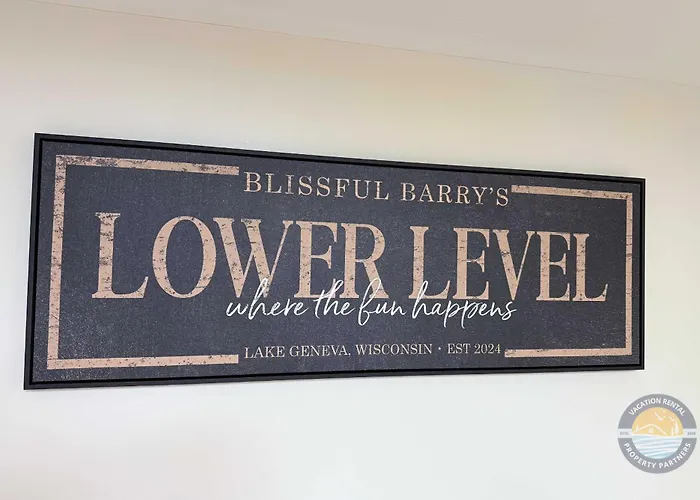 BLISSFUL BARRY'S
LOWER LEVEL
where the fun happens
LAKE GENEVA, WISCONSIN • EST 2024
VACATION RENTAL
PROPERTY PARTNERS